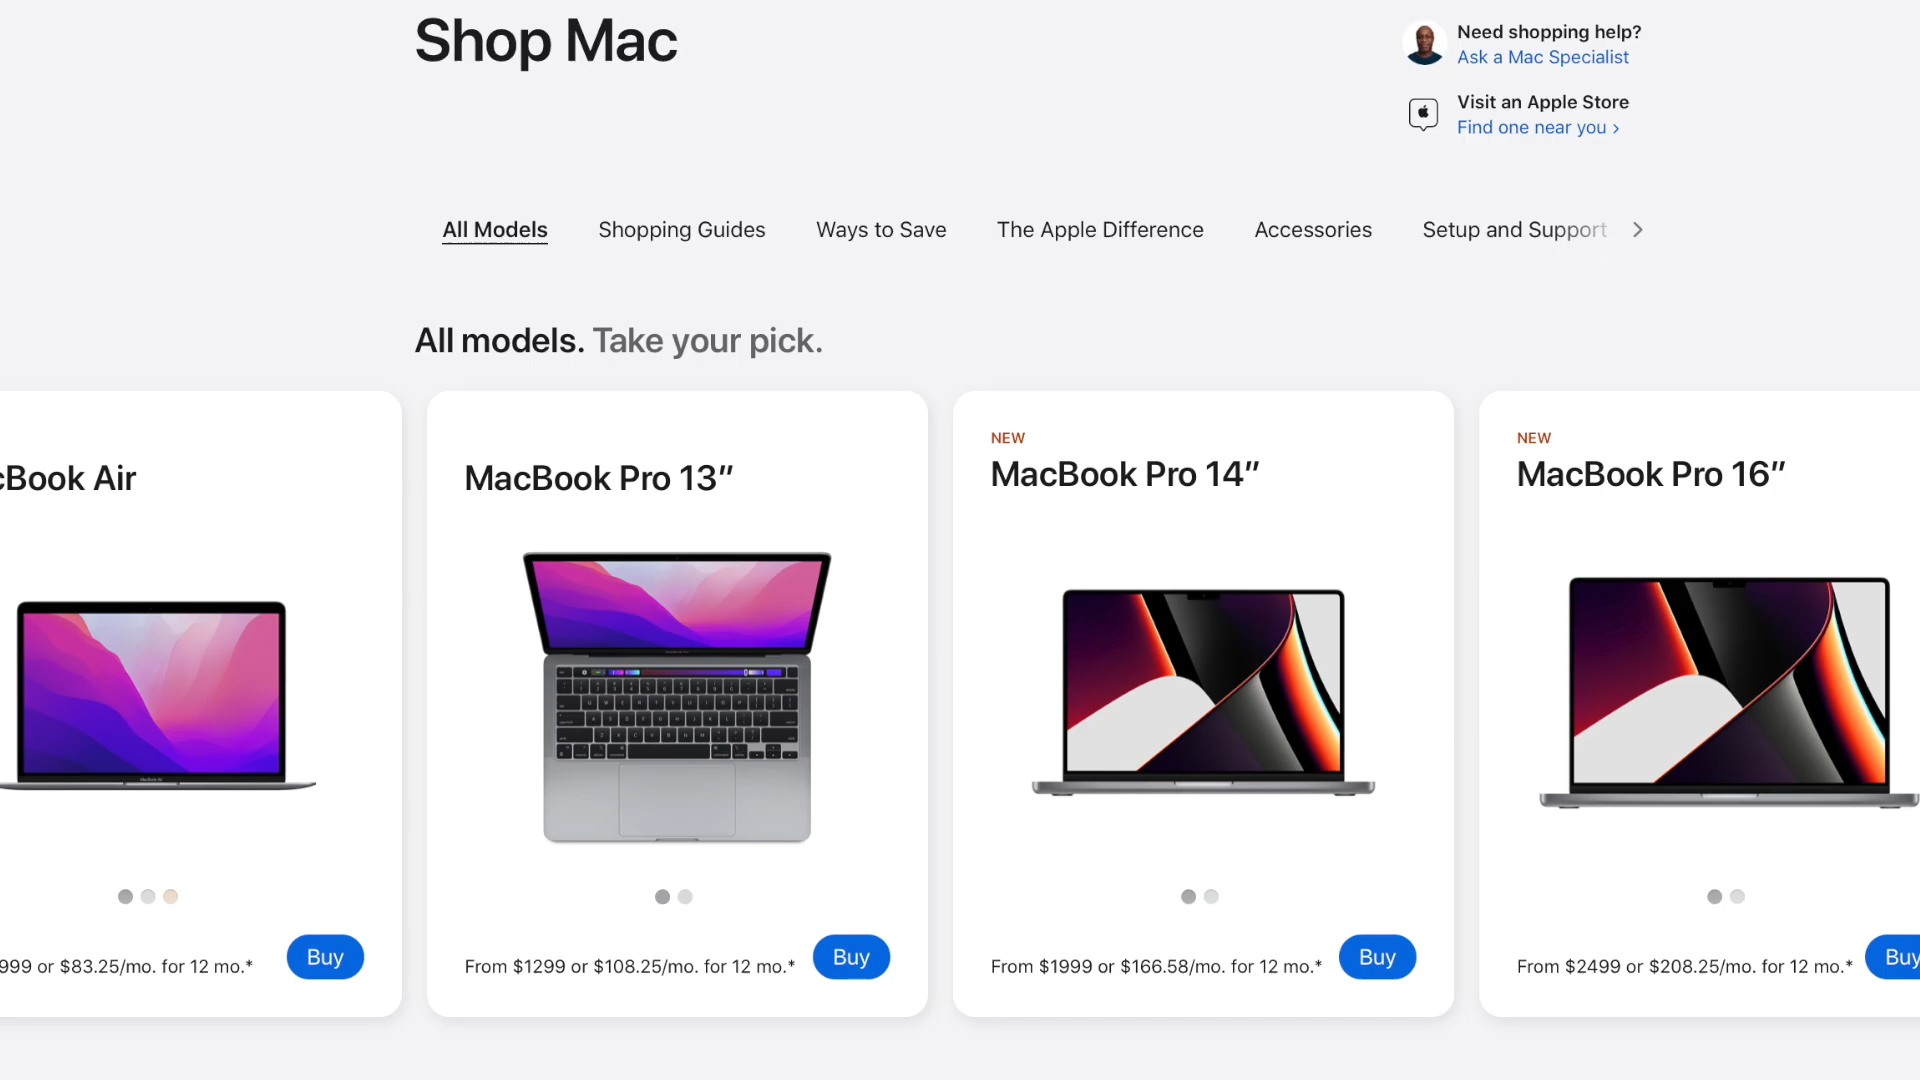 Shop Mac
Need shopping help?
Ask a Mac Specialist
Visit an Apple Store
Find one near you ›
All Models
Shopping Guides
Ways to Save
The Apple Difference
Accessories
Setup and Support
All models. Take your pick.
cBook Air
999 or $83.25/mo. for 12 mo.*
Buy
MacBook Pro 13”
From $1299 or $108.25/mo. for 12 mo.*
Buy
NEW
MacBook Pro 14”
From $1999 or $166.58/mo. for 12 mo.*
Buy
NEW
MacBook Pro 16”
From $2499 or $208.25/mo. for 12 mo.*
Buy